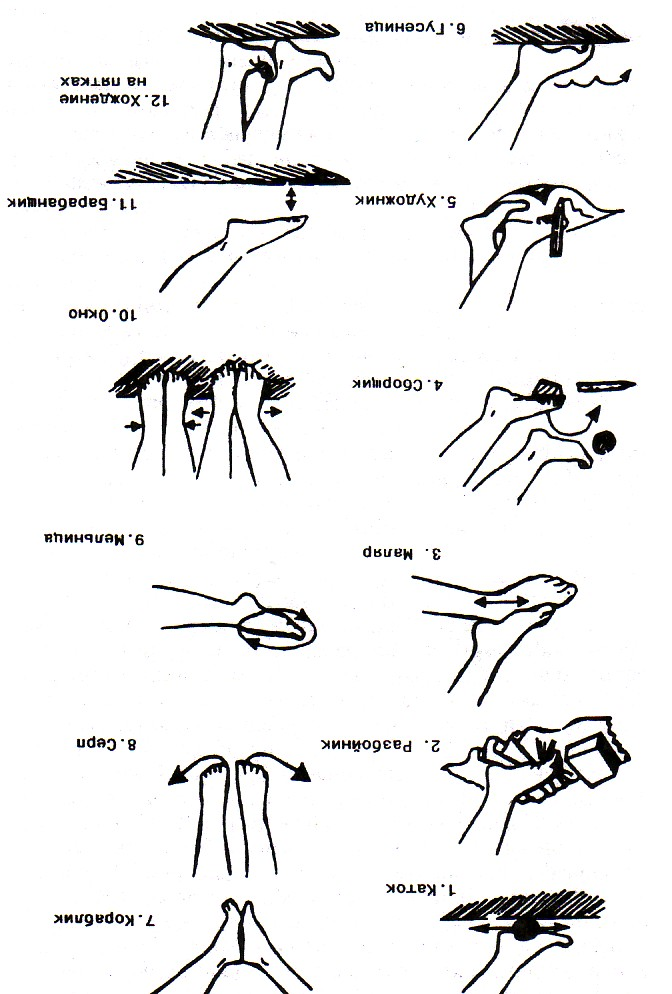 1. Каток
2. Разбойник
3. Маляр
4. Сборщик
5. Художник
6. Гусеница
7. Кораблик
8. Серп
9. Мельница
10. Окно
11. Барабанщик
12. Хождение
на пятках